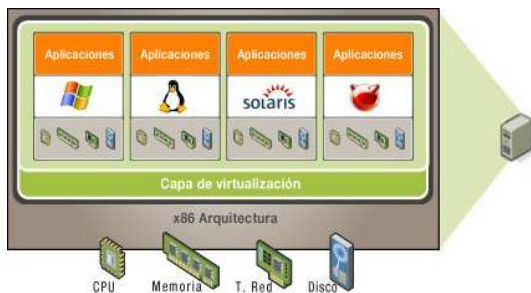 Aplicaciones Aplicaciones Aplicaciones Aplicaciones
solaris
Capa de virtualización
x86 Arquitectura
CPU Memoria T. Red Disco